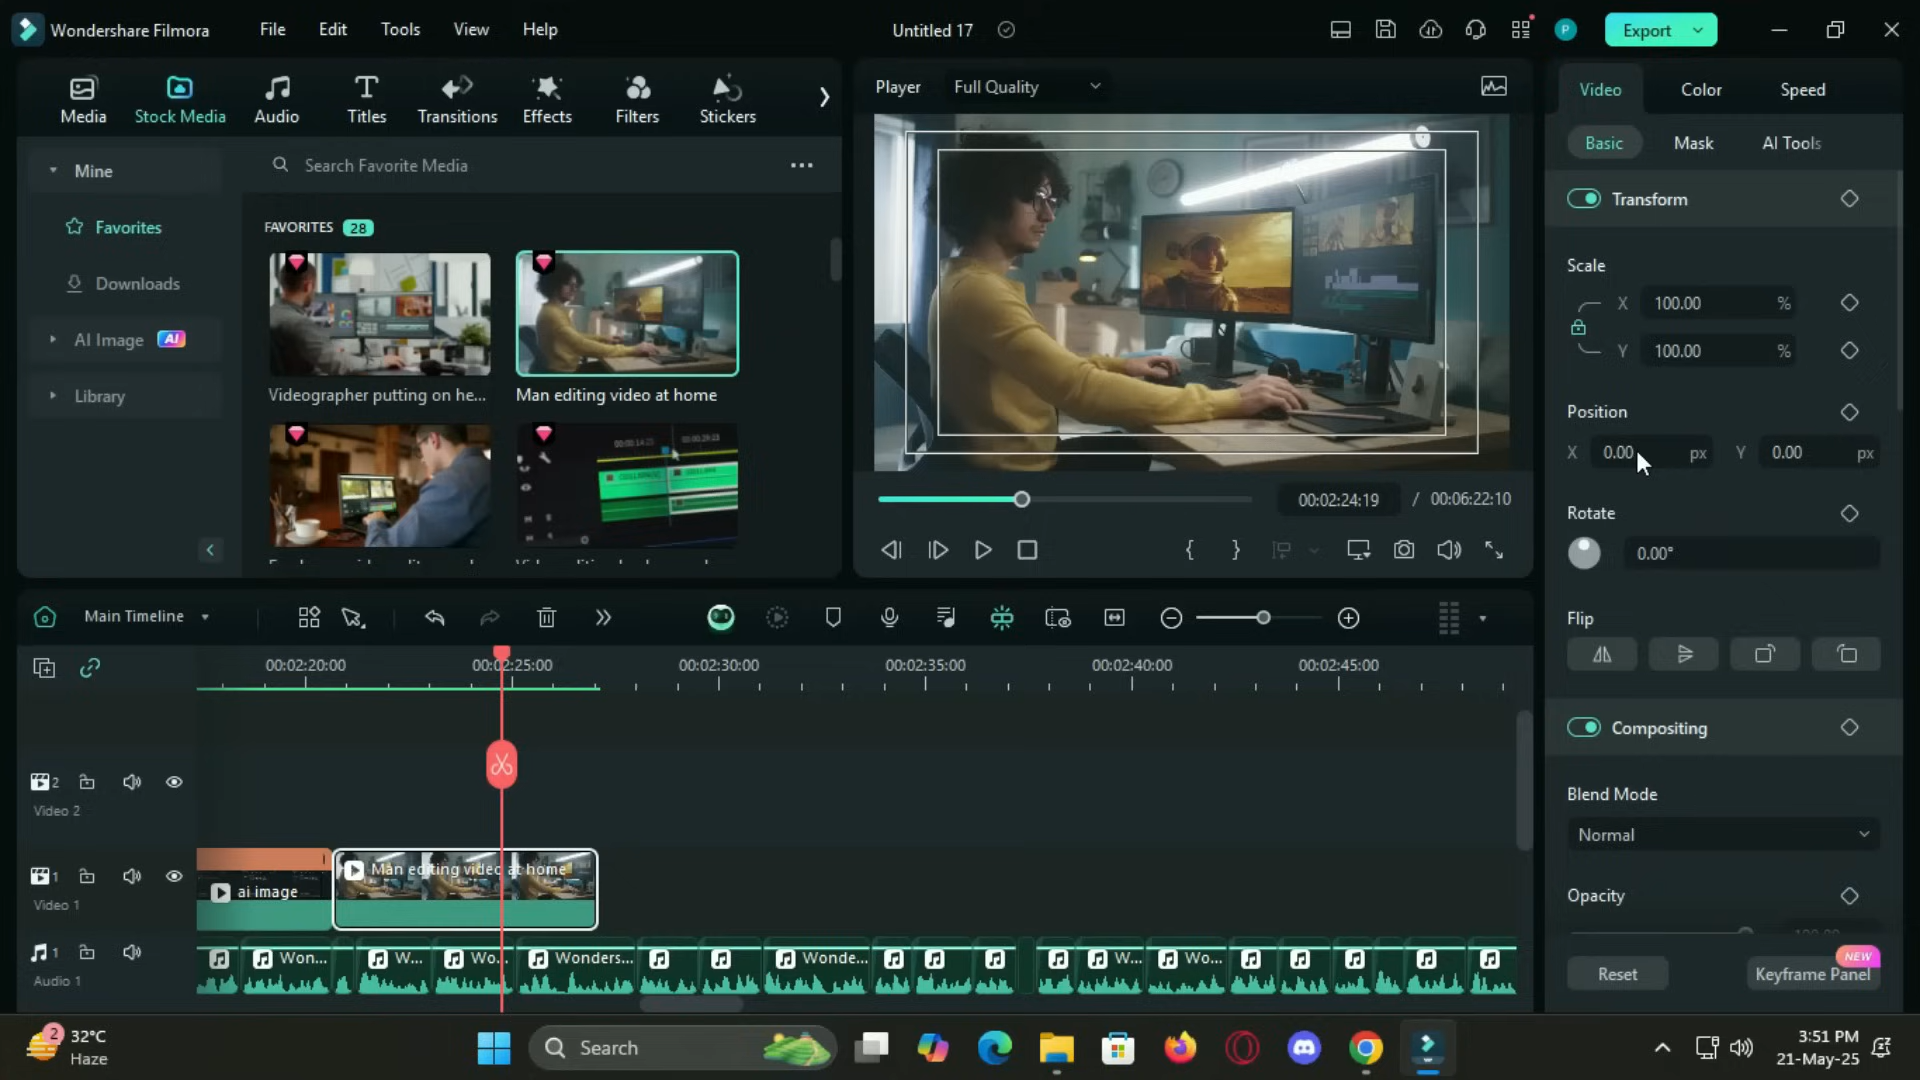 Wondershare Filmora
File
Edit
Tools
View
Help
Untitled 17
P
Export
Media
Stock Media
Audio
Titles
Transitions
Effects
Filters
Stickers
Player
Full Quality
Video
Color
Speed
Basic
Mask
AI Tools
Mine
Favorites
Downloads
AI Image
AI
Library
Search Favorite Media
FAVORITES 28
Videographer putting on he...
Man editing video at home
00:02:24:19 / 00:06:22:10
Transform
Scale
X 100.00 %
Y 100.00 %
Position
X 0.00 px Y 0.00 px
Rotate
0.00°
Flip
Compositing
Blend Mode
Normal
Opacity
100.00
Reset
Keyframe Panel
NEW
Main Timeline
00:02:20:00
00:02:25:00
00:02:30:00
00:02:35:00
00:02:40:00
00:02:45:00
2
Video 2
1
Video 1
ai image
Man editing video at home
1
Audio 1
Won...
W...
Wo...
Wonders...
Wonde...
W...
Wo...
2
32°C
Haze
Search
3:51 PM
21-May-25